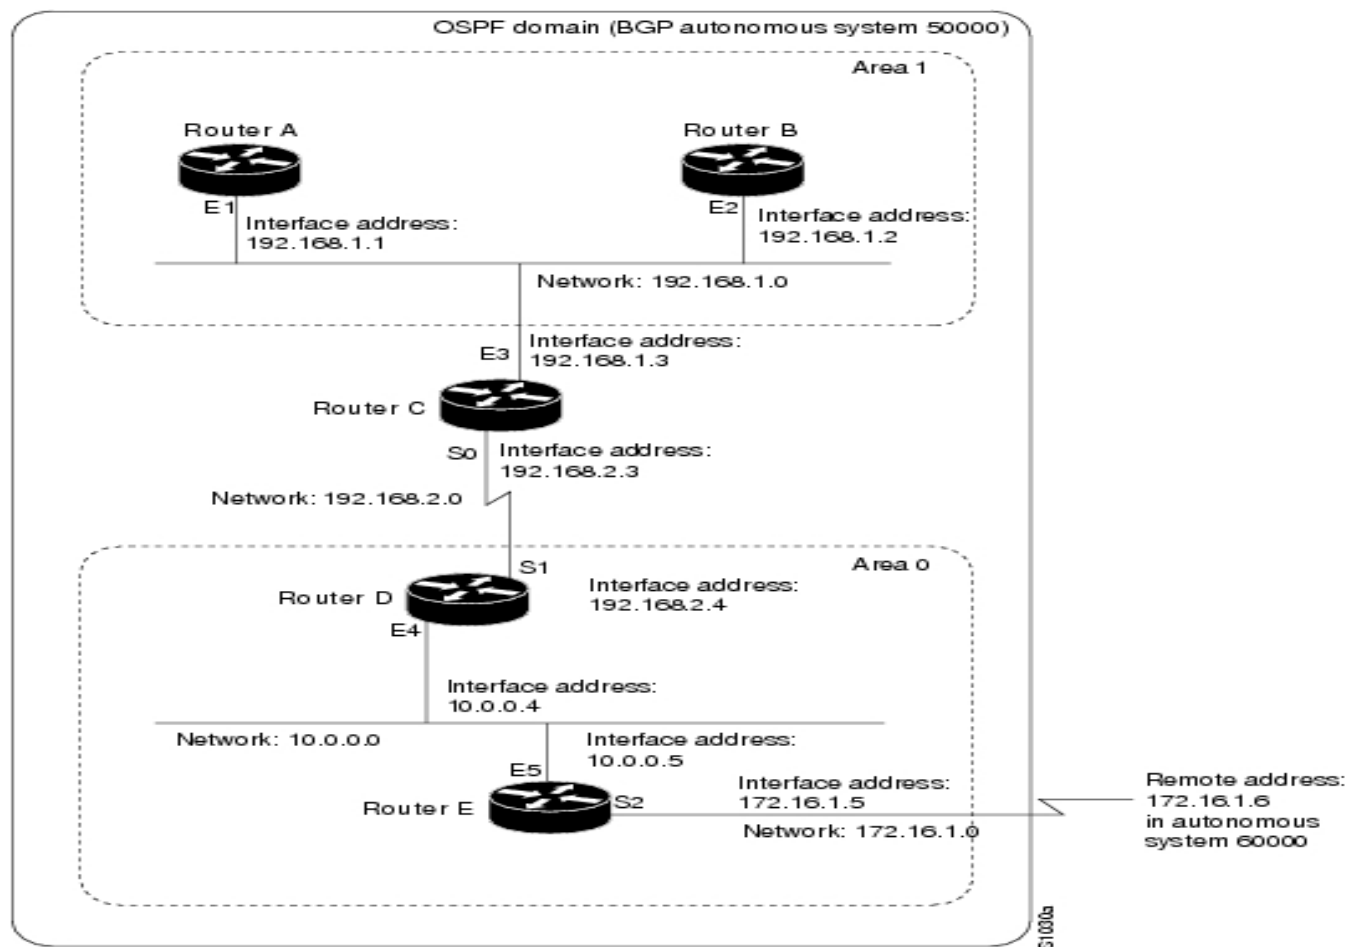 OSPF domain (BGP autonomous system 50000)
Area 1
Router A
Router B
E1
Interface address:
192.168.1.1
E2
Interface address:
192.168.1.2
Network: 192.168.1.0
E3
Interface address:
192.168.1.3
Router C
S0
Interface address:
192.168.2.3
Network: 192.168.2.0
Area 0
S1
Interface address:
192.168.2.4
Router D
E4
Interface address:
10.0.0.4
Network: 10.0.0.0
Interface address:
10.0.0.5
E5
Router E
S2
Interface address:
172.16.1.5
Network: 172.16.1.0
Remote address:
172.16.1.6
in autonomous
system 60000
S1030a